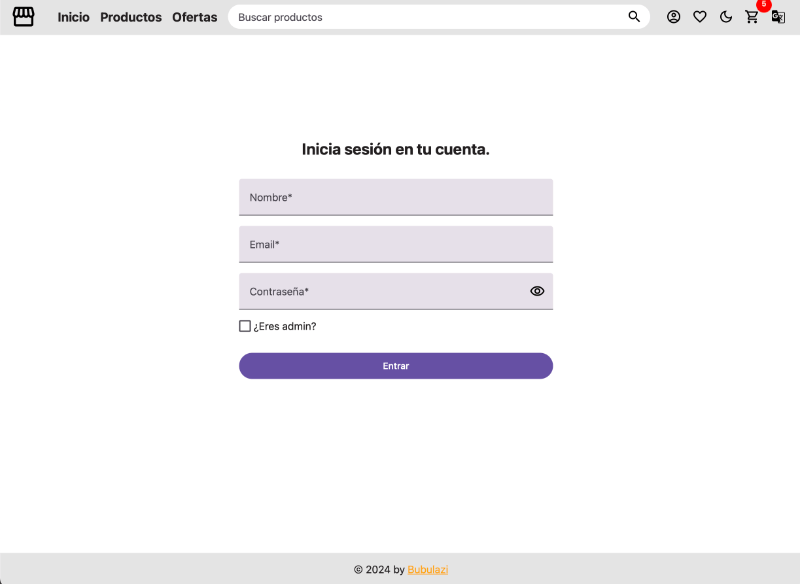 Inicio Productos Ofertas Buscar productos 5
Inicia sesión en tu cuenta.
Nombre*
Email*
Contraseña*
¿Eres admin?
Entrar
© 2024 by Bubulazi